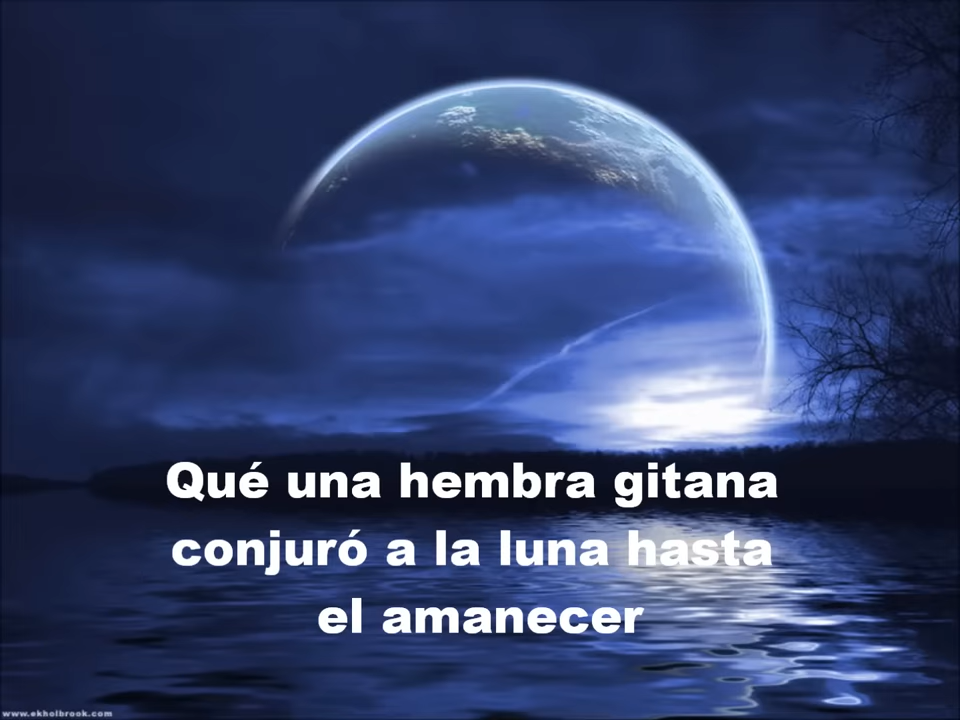 Qué una hembra gitana
conjuró a la luna hasta
el amanecer
www.ekholbrook.com